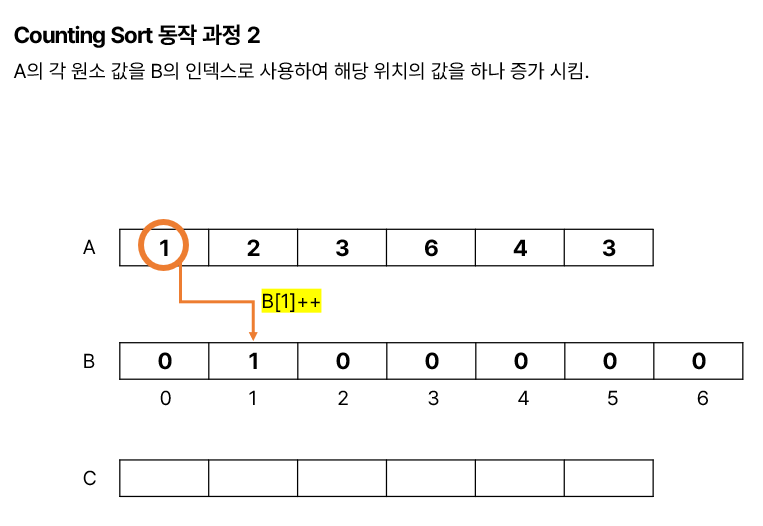 Counting Sort 동작 과정 2
A의 각 원소 값을 B의 인덱스로 사용하여 해당 위치의 값을 하나 증가 시킴.
A 1 2 3 6 4 3
B[1]++
B 0 1 0 0 0 0 0
0 1 2 3 4 5 6
C